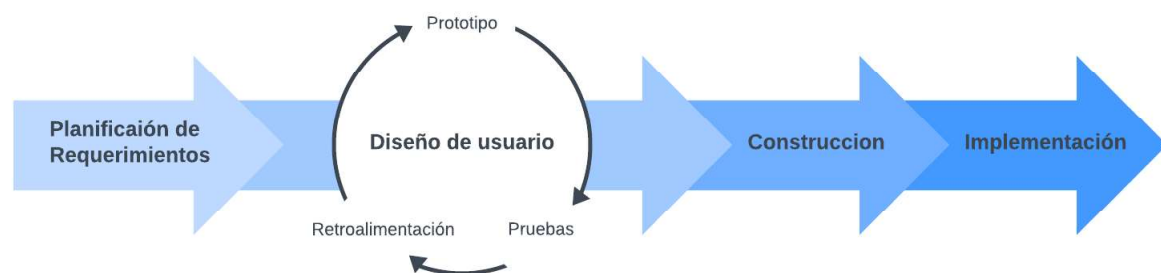 Prototipo
Planificaión de
Requerimientos
Diseño de usuario
Construccion
Implementación
Retroalimentación
Pruebas